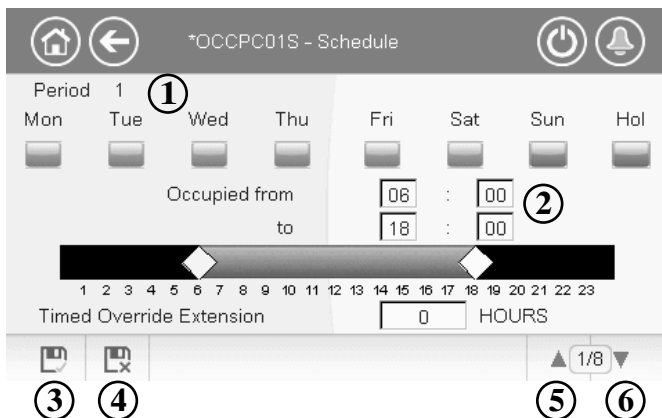 *OCCPC01S - Schedule
Period 1 1
Mon Tue Wed Thu Fri Sat Sun Hol
Occupied from 06 : 00 2
to 18 : 00
1 2 3 4 5 6 7 8 9 10 11 12 13 14 15 16 17 18 19 20 21 22 23
Timed Override Extension 0 HOURS
1/8
3 4 5 6